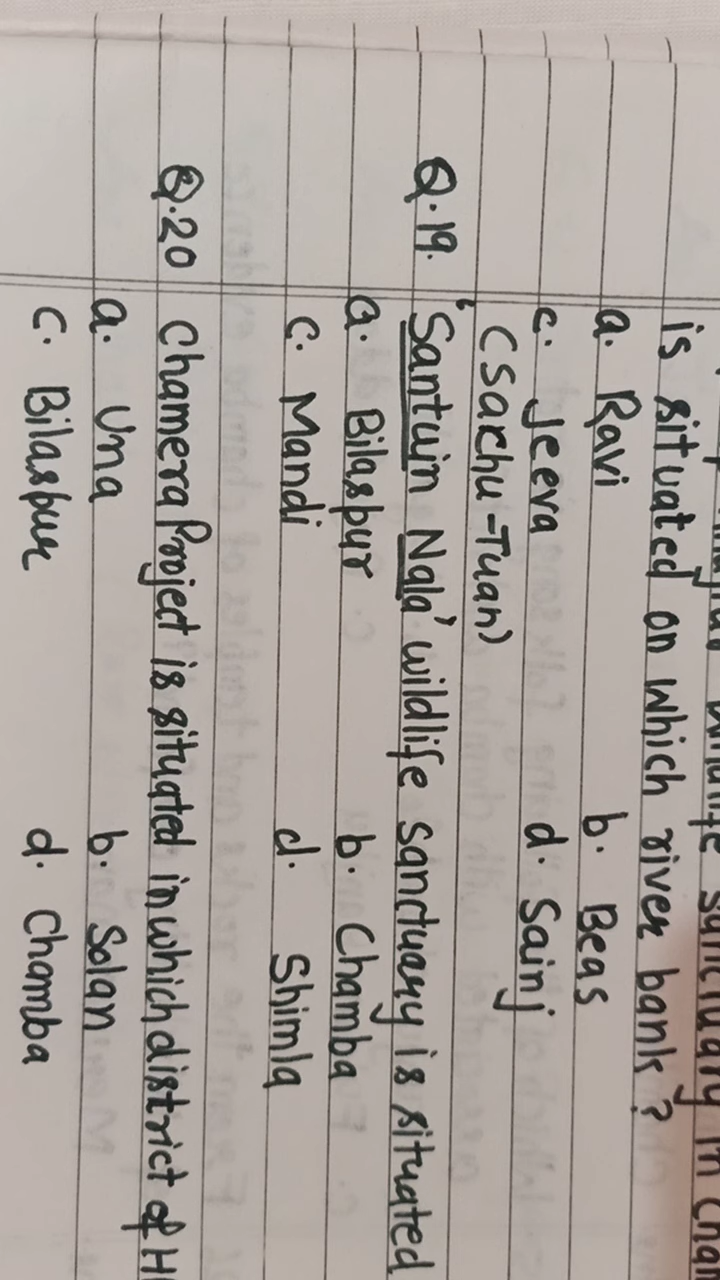 wildlife sanctuary in
is situated on which river banks?
a. Ravi b. Beas
c. Jeeva d. Sainj
(Sarchu-Tuan)
Q.19. 'Santuin Nala' wildlife sanctuary is situated
a. Bilaspur b. Chamba
c. Mandi d. Shimla
Q.20 Chamera Project is situated in which district of
a. Una b. Solan
c. Bilaspur d. Chamba